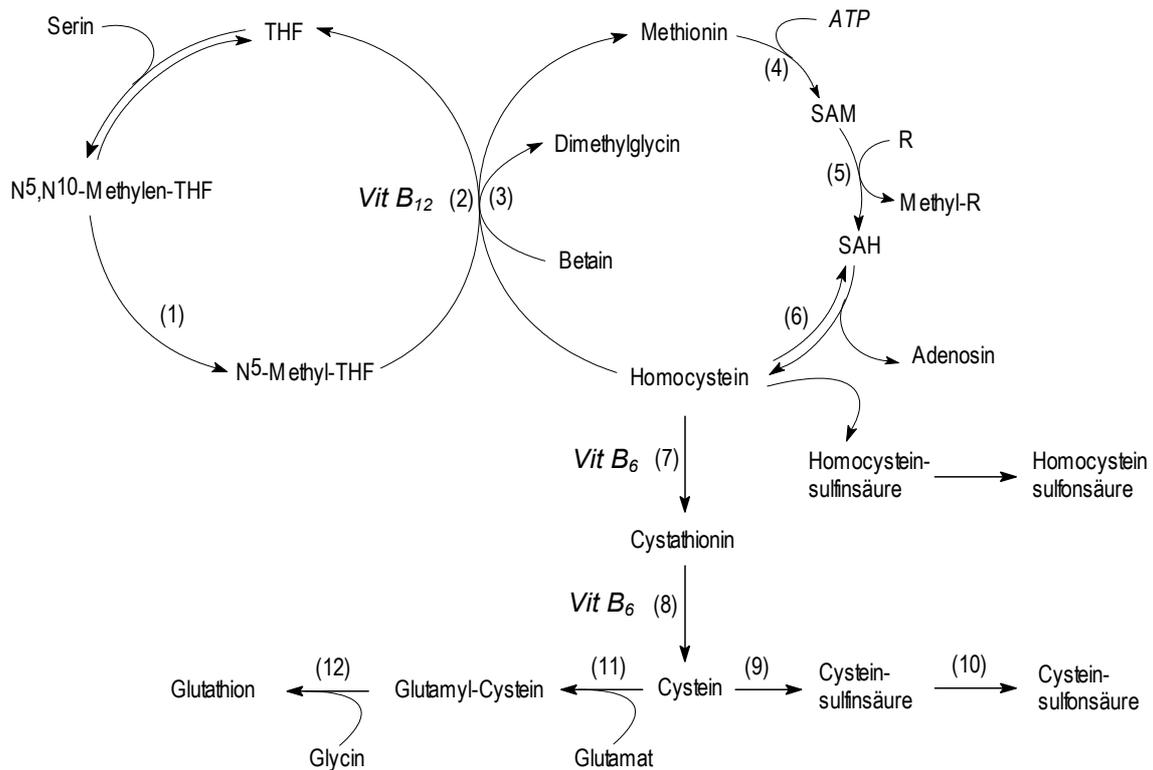 Serin
THF
Methionin
ATP
(4)
SAM
R
(5)
Methyl-R
Dimethylglycin
N5,N10-Methylen-THF
Vit B12 (2) (3)
Betain
SAH
(1)
(6)
Adenosin
N5-Methyl-THF
Homocystein
Vit B6 (7)
Homocystein-
sulfinsäure
Homocystein
sulfonsäure
Cystathionin
Vit B6 (8)
(12)
(11)
(9)
(10)
Glutathion
Glutamyl-Cystein
Cystein
Cystein-
sulfinsäure
Cystein-
sulfonsäure
Glycin
Glutamat